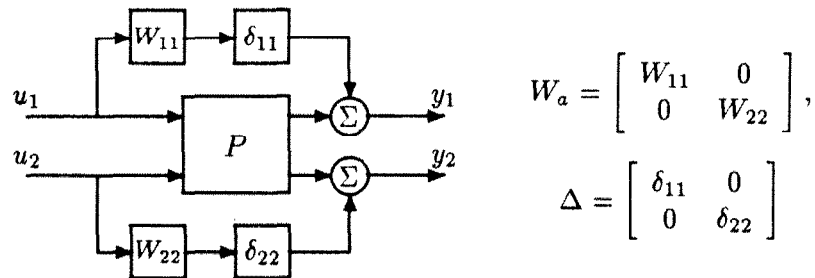 W₁₁ δ₁₁
u₁ y₁
Σ
P
u₂ y₂
Σ
W₂₂ δ₂₂
Wₐ = [ W₁₁ 0
0 W₂₂ ] ,
Δ = [ δ₁₁ 0
0 δ₂₂ ]